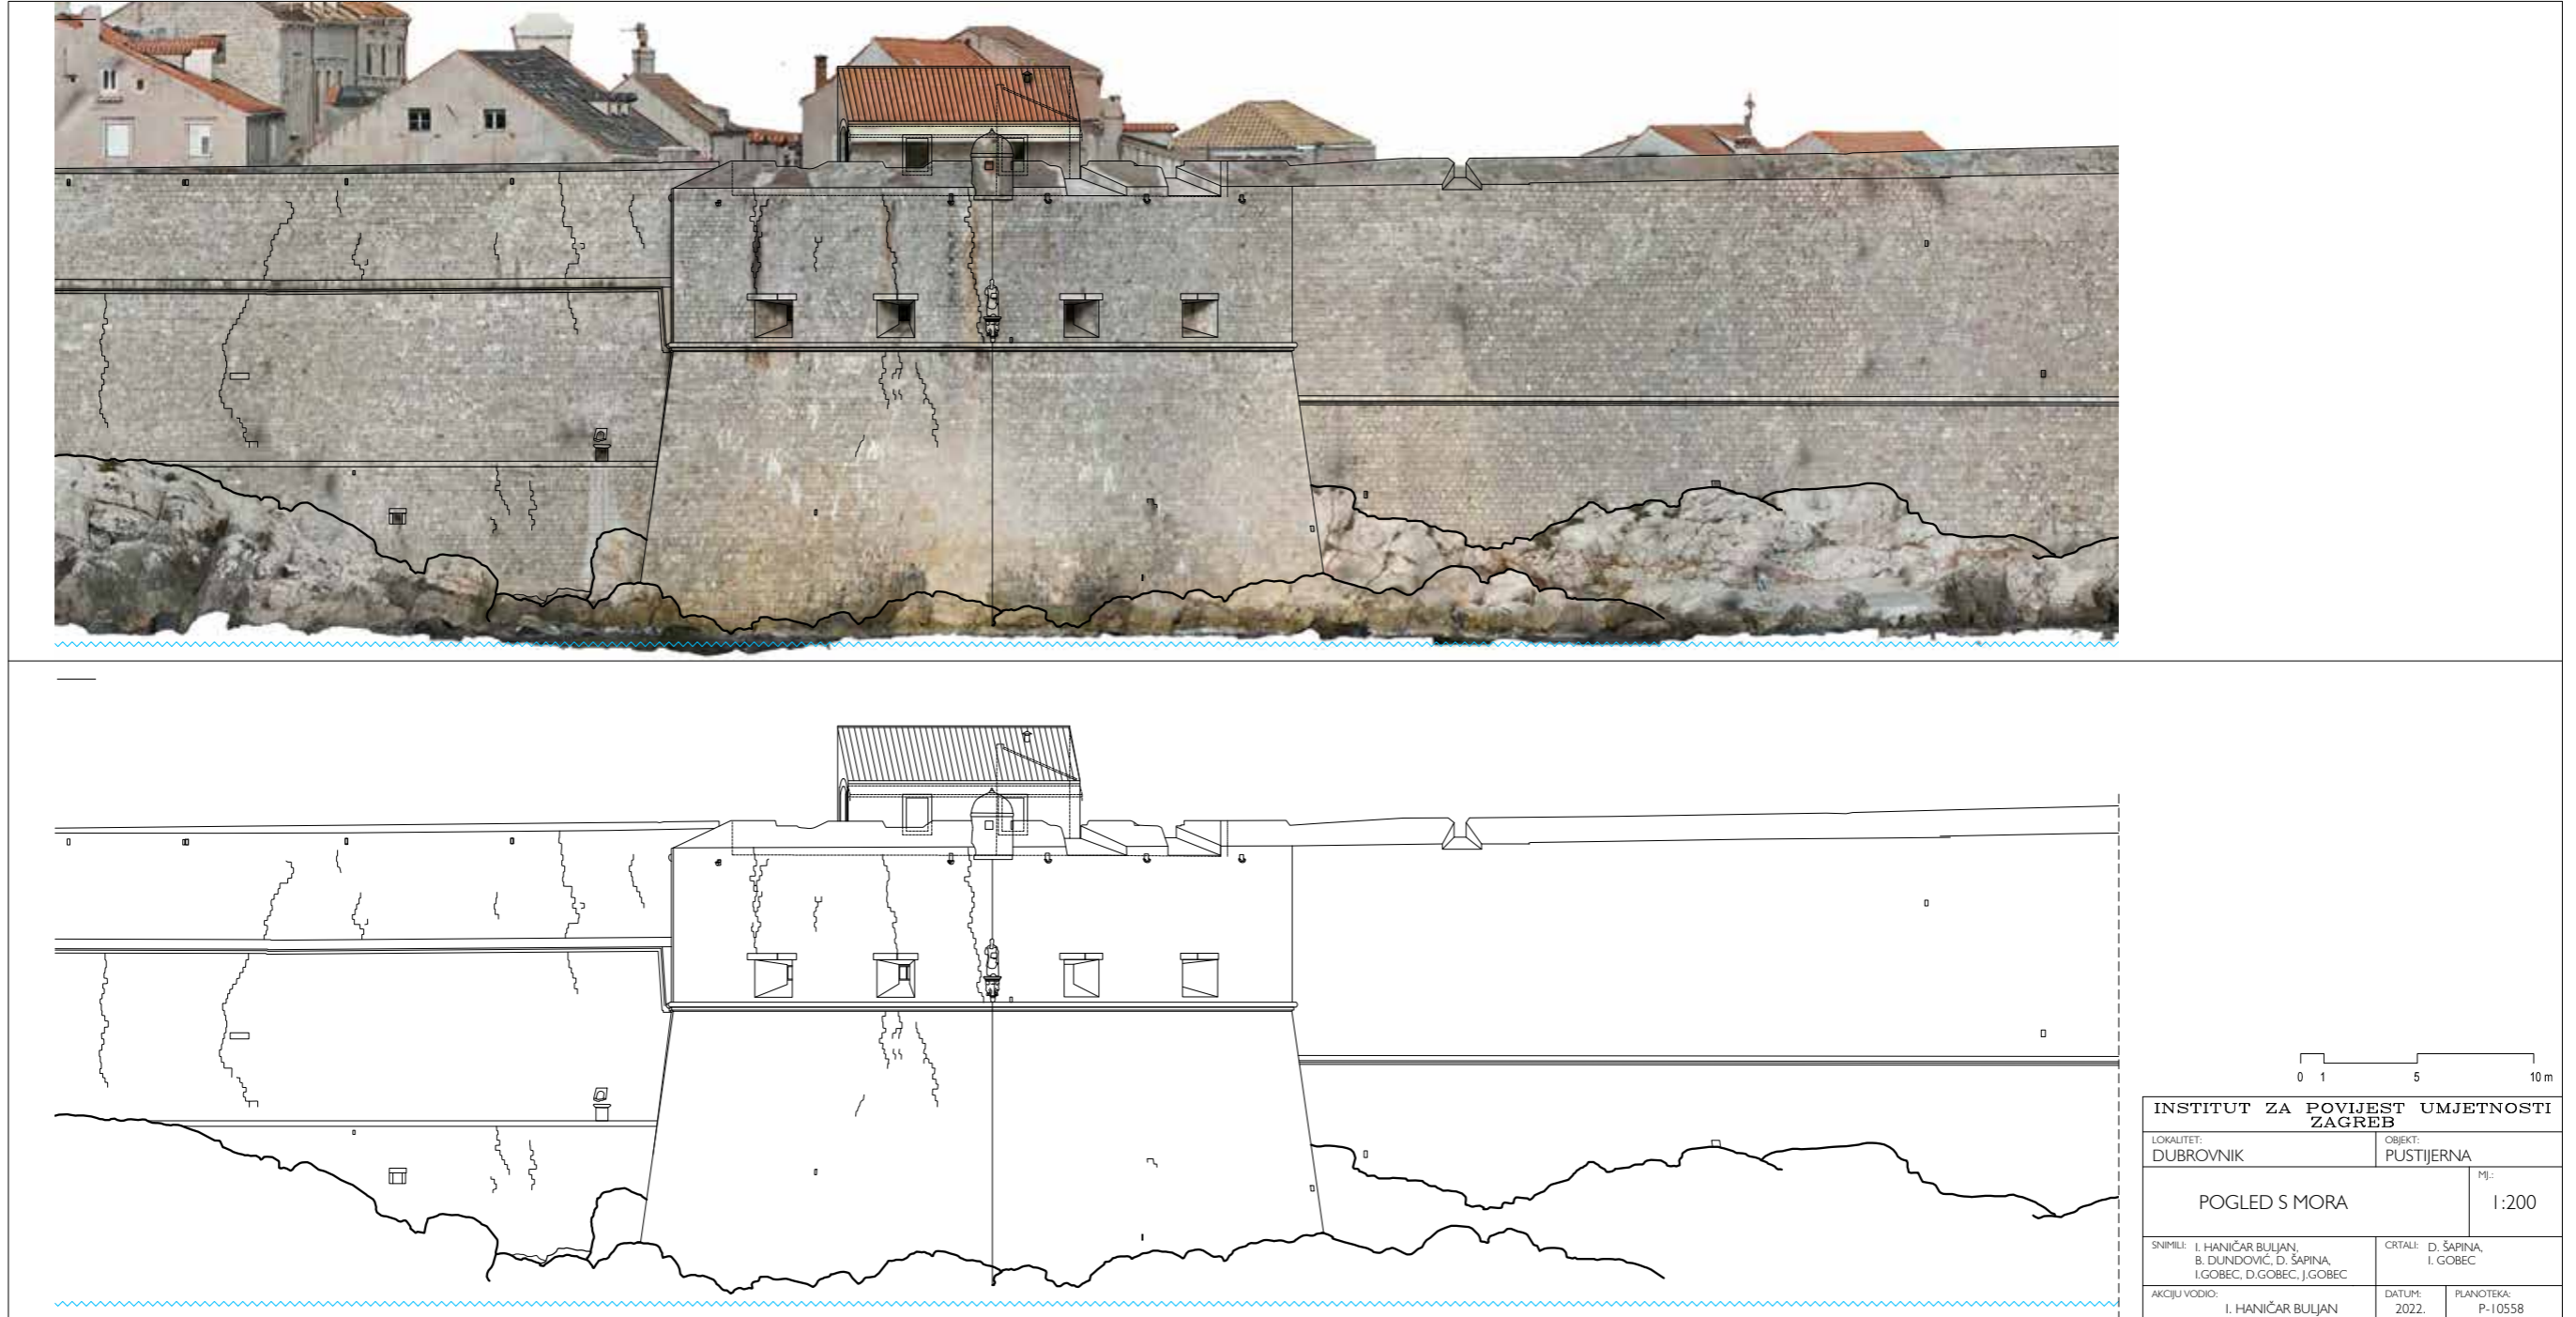 0 1 5 10 m
INSTITUT ZA POVIJEST UMJETNOSTI
ZAGREB
LOKALITET:
DUBROVNIK
OBJEKT:
PUSTIJERNA
POGLED S MORA
MJ.:
1:200
SNIMILI: I. HANIČAR BULJAN,
B. DUNDOVIĆ, D. ŠAPINA,
I.GOBEC, D.GOBEC, J.GOBEC
CRTALI: D. ŠAPINA,
I. GOBEC
AKCIJU VODIO:
I. HANIČAR BULJAN
DATUM:
2022.
PLANOTEKA:
P-10558